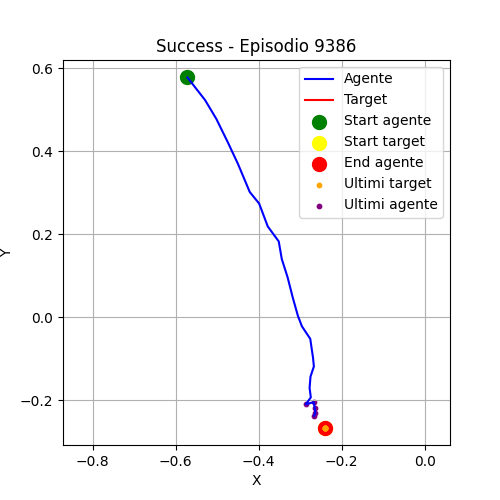 Success - Episodio 9386
Agente
Target
Start agente
Start target
End agente
Ultimi target
Ultimi agente
0.6
0.4
0.2
0.0
−0.2
Y
−0.8
−0.6
−0.4
−0.2
0.0
X